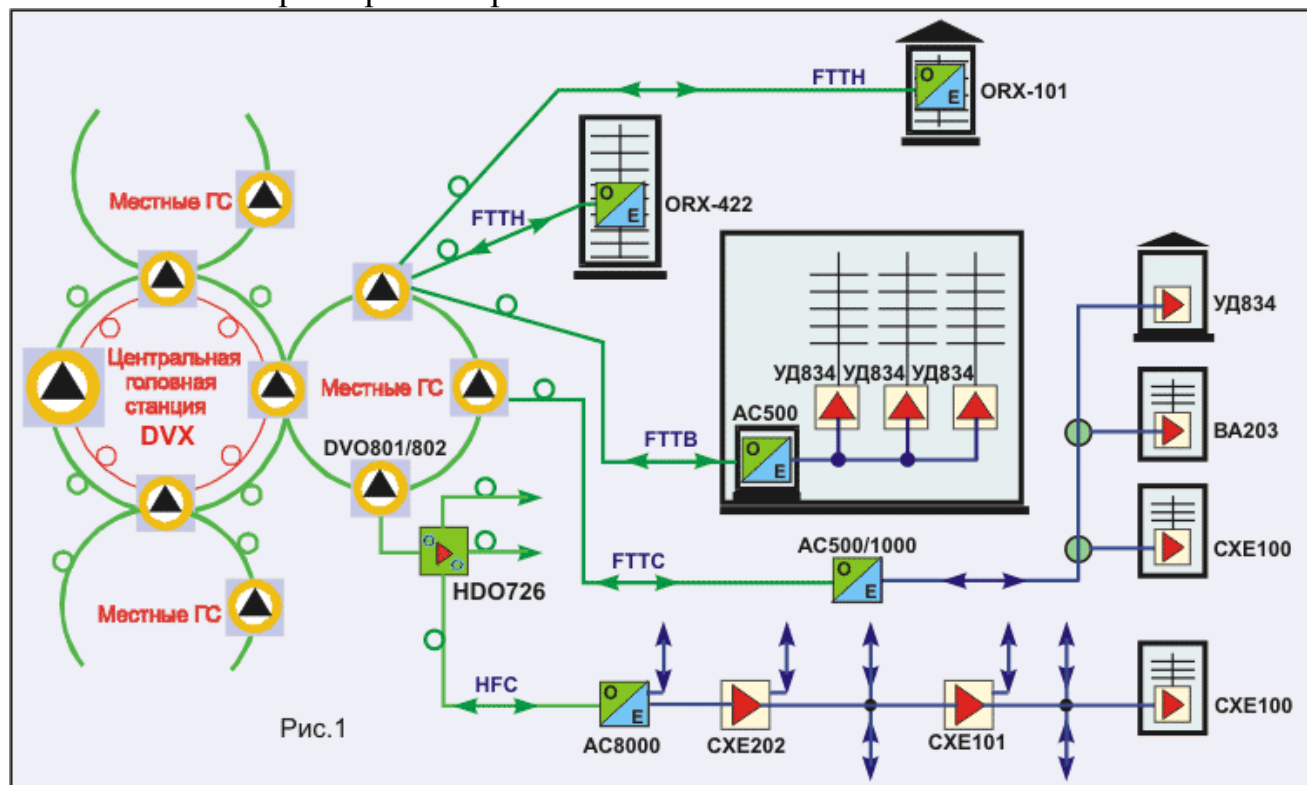 FTTH
ORX-101
Местные ГС
FTTH
ORX-422
Центральная
головная
станция
DVX
Местные ГС
УД834 УД834 УД834
AC500
УД834
BA203
DVO801/802
FTTB
AC500/1000
CXE100
FTTC
HDO726
Местные ГС
HFC
Рис.1
AC8000
CXE202
CXE101
CXE100
O
E
O
E
O
E
O
E
O
E